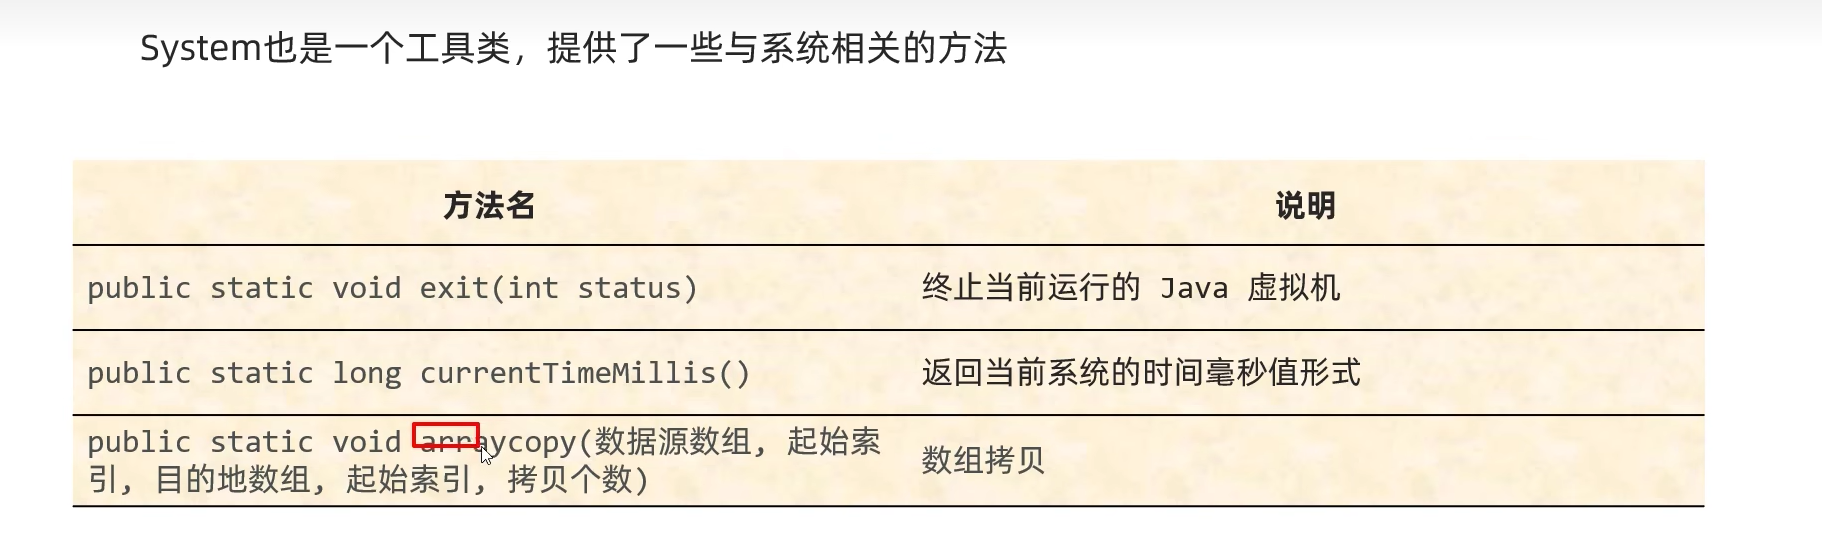 System也是一个工具类，提供了一些与系统相关的方法
方法名 说明
public static void exit(int status) 终止当前运行的 Java 虚拟机
public static long currentTimeMillis() 返回当前系统的时间毫秒值形式
public static void arraycopy(数据源数组, 起始索
引, 目的地数组, 起始索引, 拷贝个数)
数组拷贝